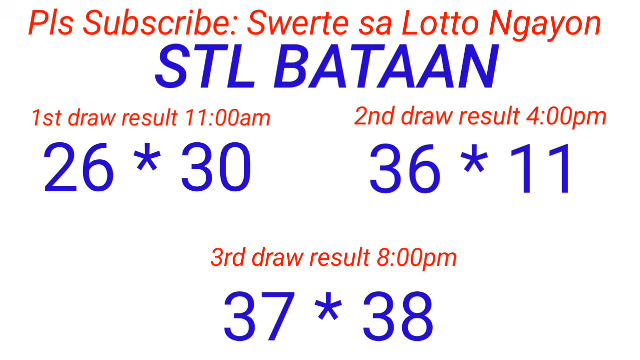 Pls Subscribe: Swerte sa Lotto Ngayon
STL BATAAN
1st draw result 11:00am
26 * 30
2nd draw result 4:00pm
36 * 11
3rd draw result 8:00pm
37 * 38